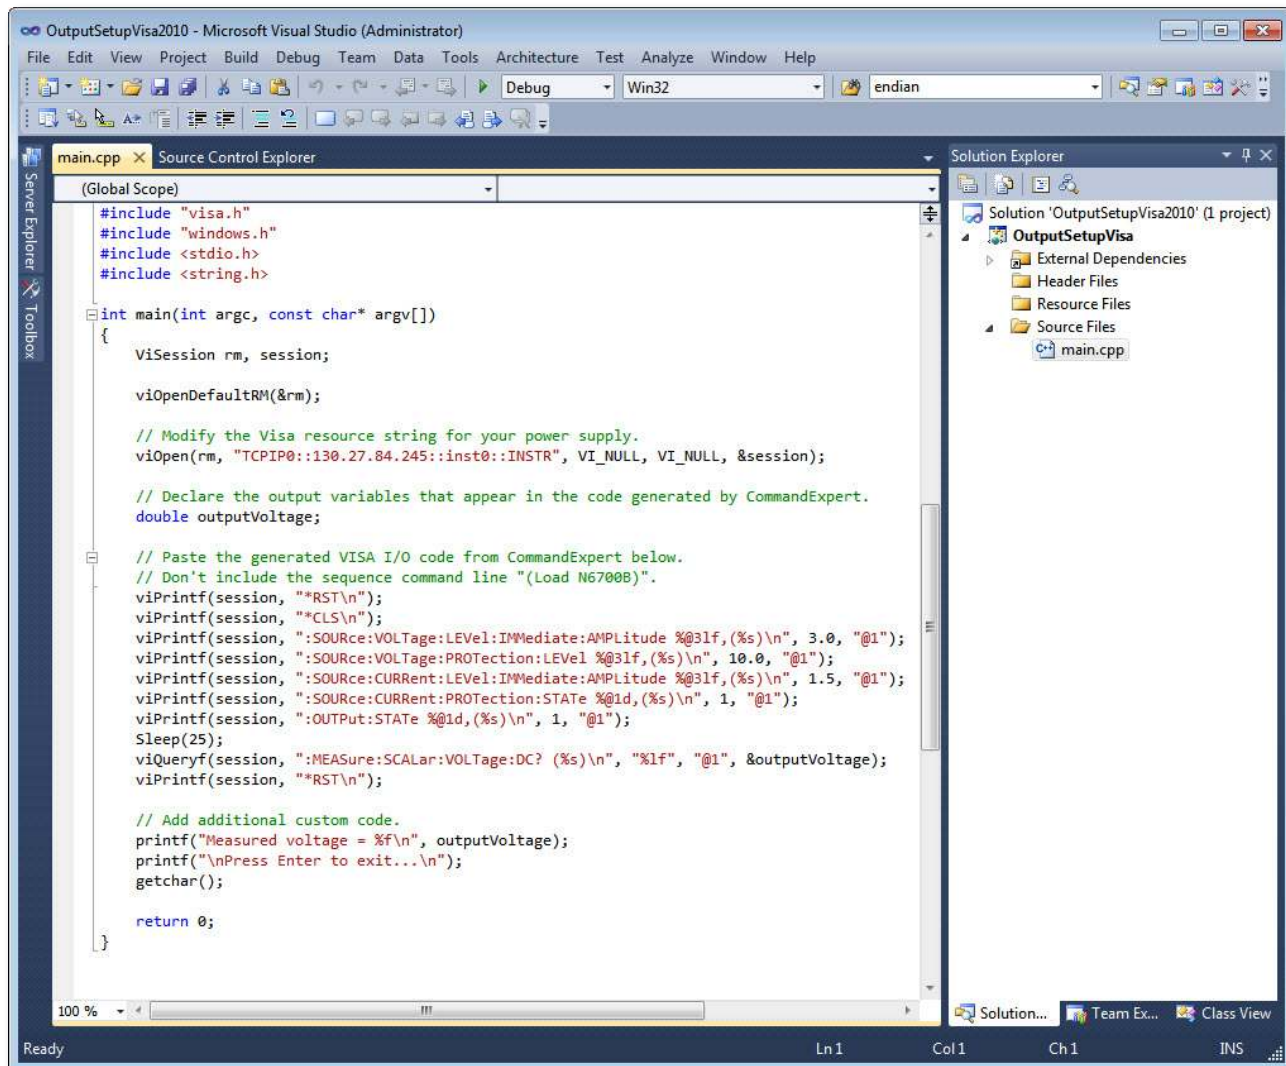 OutputSetupVisa2010 - Microsoft Visual Studio (Administrator)
File Edit View Project Build Debug Team Data Tools Architecture Test Analyze Window Help
Debug Win32 endian
Server Explorer
Toolbox
main.cpp Source Control Explorer
(Global Scope)
#include "visa.h"
#include "windows.h"
#include <stdio.h>
#include <string.h>
int main(int argc, const char* argv[])
{
ViSession rm, session;
viOpenDefaultRM(&rm);
// Modify the Visa resource string for your power supply.
viOpen(rm, "TCPIP0::130.27.84.245::inst0::INSTR", VI_NULL, VI_NULL, &session);
// Declare the output variables that appear in the code generated by CommandExpert.
double outputVoltage;
// Paste the generated VISA I/O code from CommandExpert below.
// Don't include the sequence command line "(Load N6700B)".
viPrintf(session, "*RST\n");
viPrintf(session, "*CLS\n");
viPrintf(session, ":SOURce:VOLTage:LEVel:IMMediate:AMPLitude %@3lf,(%s)\n", 3.0, "@1");
viPrintf(session, ":SOURce:VOLTage:PROTection:LEVel %@3lf,(%s)\n", 10.0, "@1");
viPrintf(session, ":SOURce:CURRent:LEVel:IMMediate:AMPLitude %@3lf,(%s)\n", 1.5, "@1");
viPrintf(session, ":SOURce:CURRent:PROTection:STATe %@1d,(%s)\n", 1, "@1");
viPrintf(session, ":OUTPut:STATe %@1d,(%s)\n", 1, "@1");
Sleep(25);
viQueryf(session, ":MEASure:SCALar:VOLTage:DC? (%s)\n", "%lf", "@1", &outputVoltage);
viPrintf(session, "*RST\n");
// Add additional custom code.
printf("Measured voltage = %f\n", outputVoltage);
printf("\nPress Enter to exit...\n");
getchar();
return 0;
}
100 %
Solution Explorer
Solution 'OutputSetupVisa2010' (1 project)
OutputSetupVisa
External Dependencies
Header Files
Resource Files
Source Files
main.cpp
Solution... Team Ex... Class View
Ready Ln 1 Col 1 Ch 1 INS